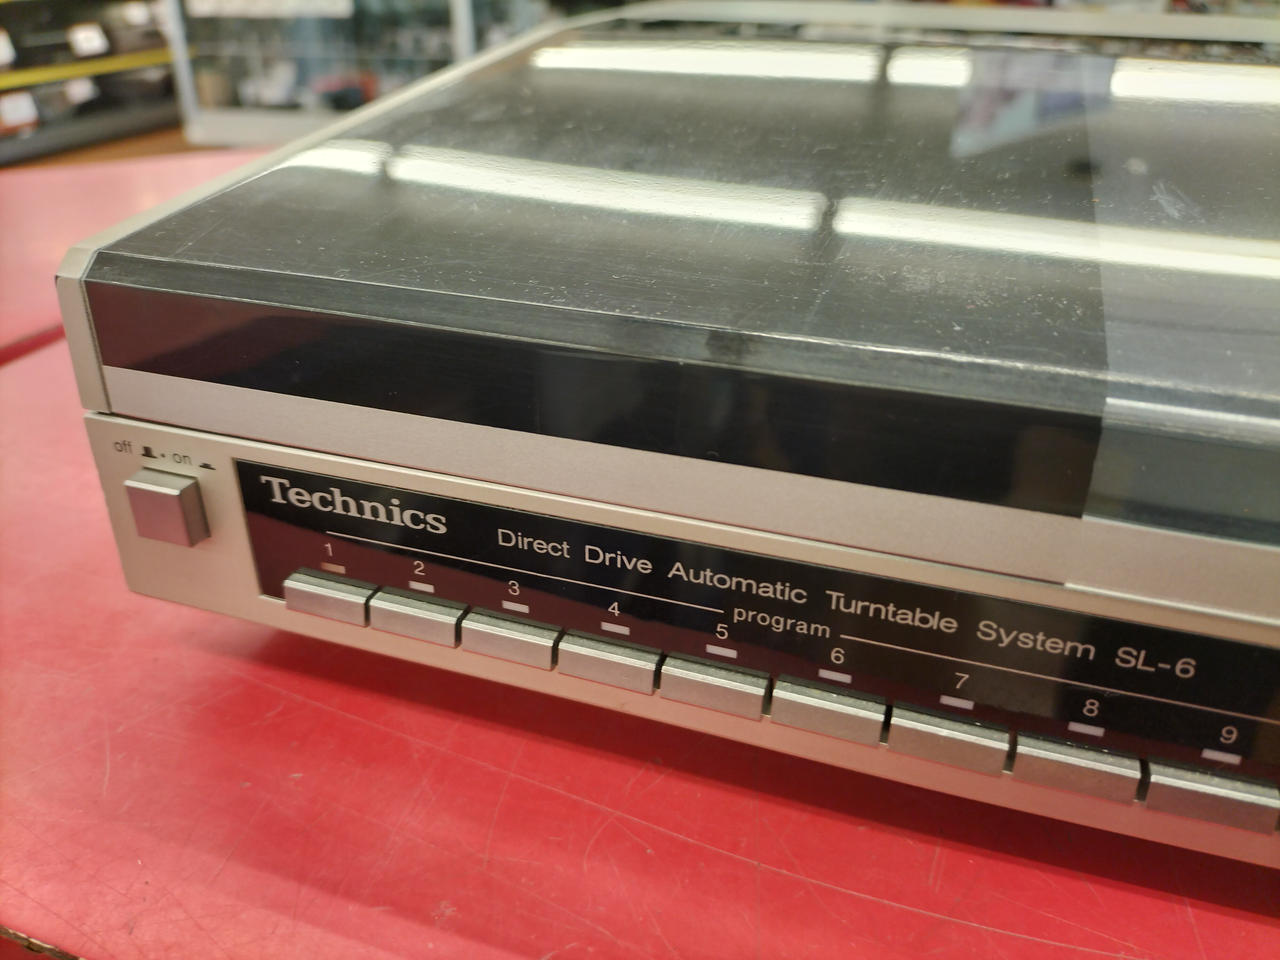 off on
Technics Direct Drive Automatic Turntable System SL-6
program
1 2 3 4 5 6 7 8 9